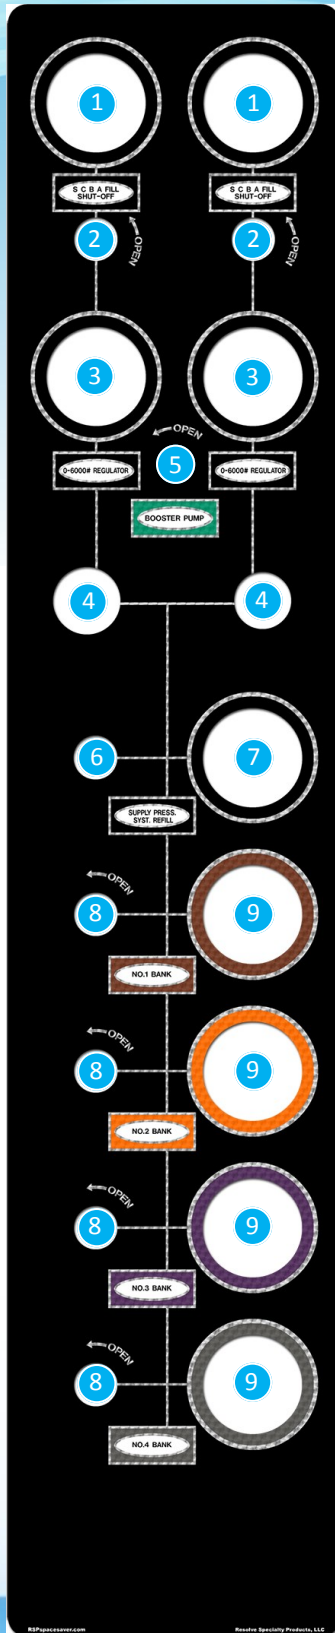 1 1
S C B A FILL
SHUT-OFF
S C B A FILL
SHUT-OFF
2 OPEN 2 OPEN
3 3
OPEN
0-6000# REGULATOR 5 0-6000# REGULATOR
BOOSTER PUMP
4 4
6 7
SUPPLY PRESS.
SYST. REFILL
OPEN
8 9
NO.1 BANK
OPEN
8 9
NO.2 BANK
OPEN
8 9
NO.3 BANK
OPEN
8 9
NO.4 BANK
RSPspacesaver.com Resolve Specialty Products, LLC